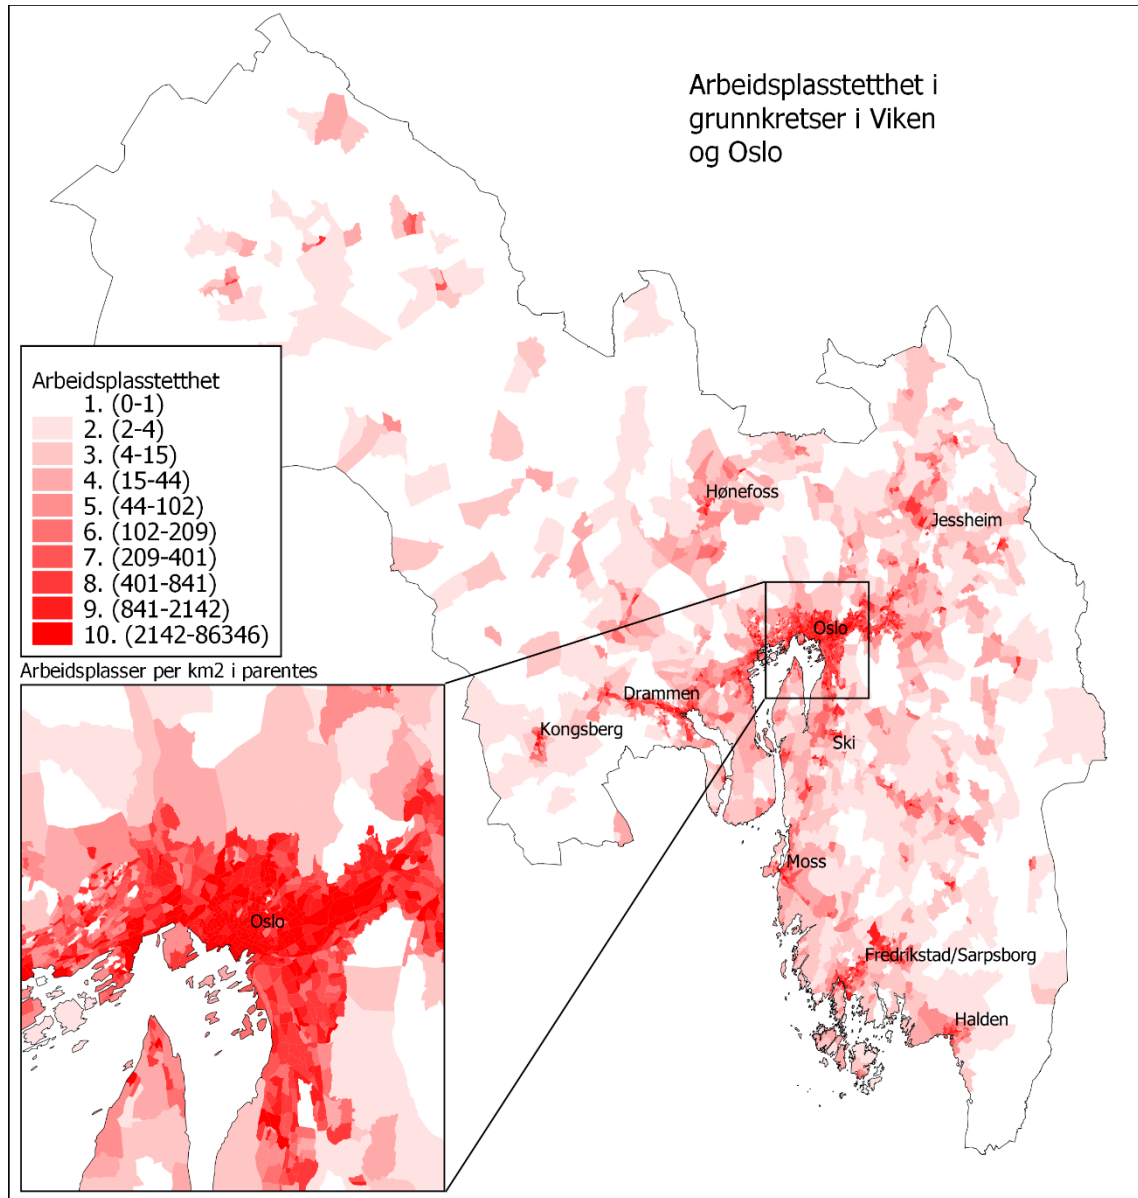 Arbeidsplasstetthet i
grunnkretser i Viken
og Oslo
Arbeidsplasstetthet
1. (0-1)
2. (2-4)
3. (4-15)
4. (15-44)
5. (44-102)
6. (102-209)
7. (209-401)
8. (401-841)
9. (841-2142)
10. (2142-86346)
Arbeidsplasser per km2 i parentes
Hønefoss
Jessheim
Oslo
Drammen
Kongsberg
Ski
Moss
Fredrikstad/Sarpsborg
Halden
Oslo